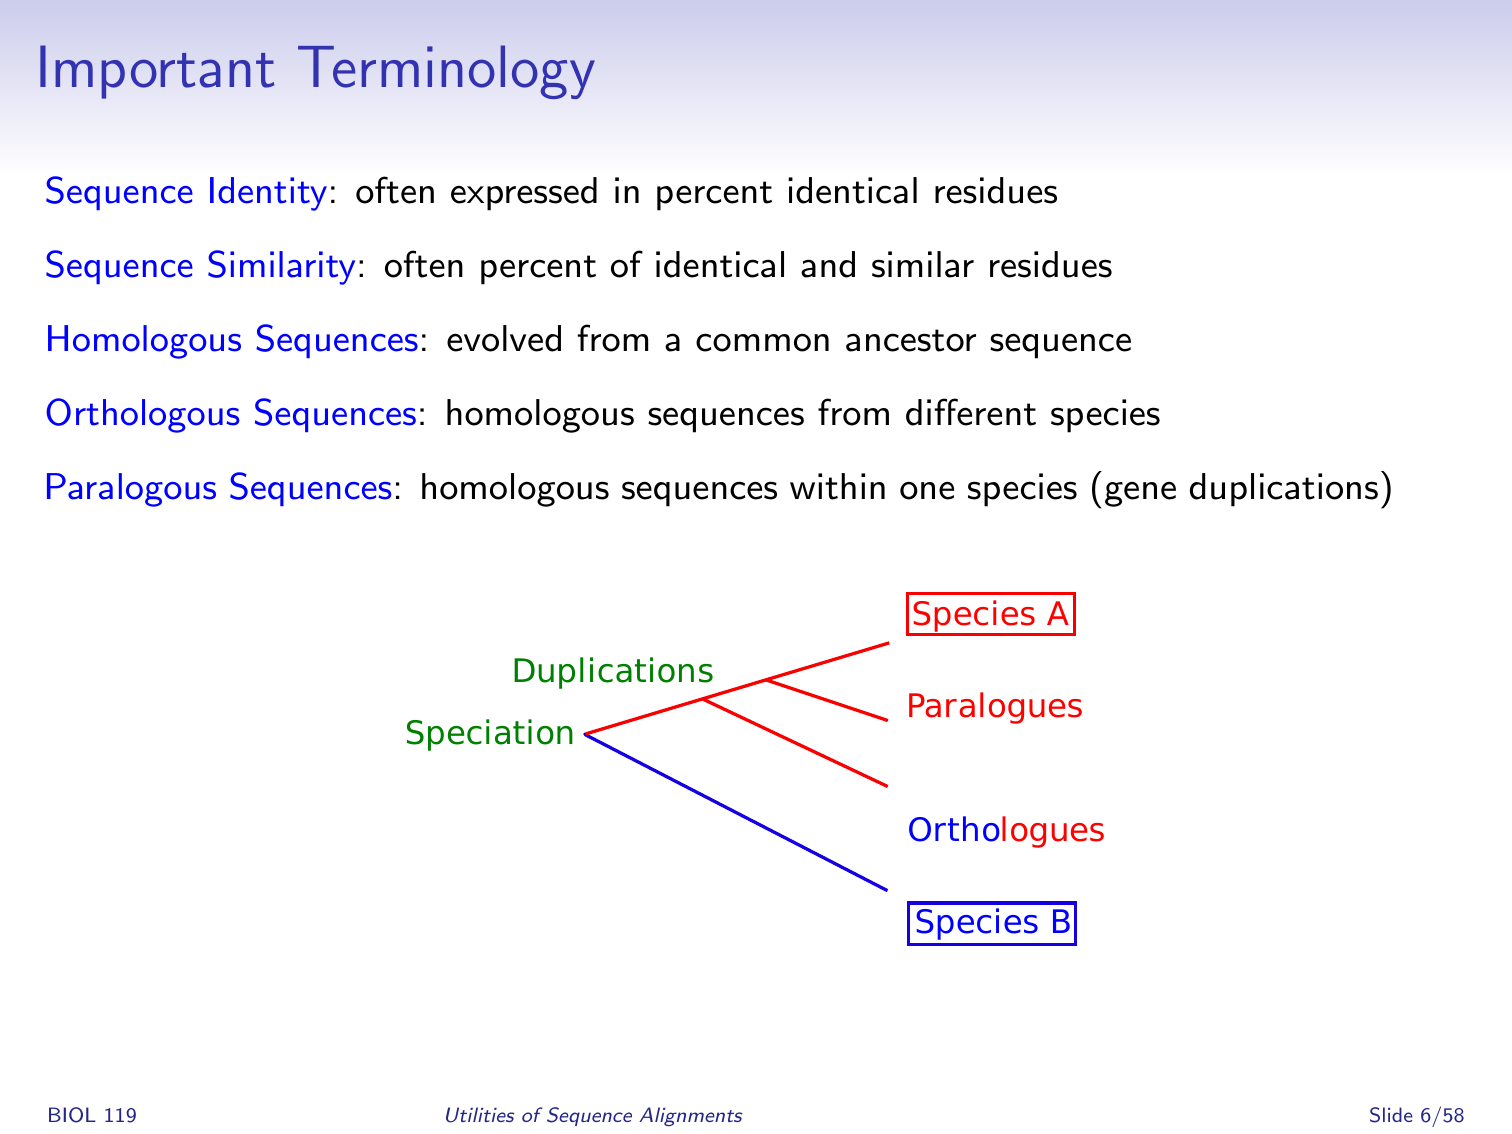 Important Terminology
Sequence Identity: often expressed in percent identical residues
Sequence Similarity: often percent of identical and similar residues
Homologous Sequences: evolved from a common ancestor sequence
Orthologous Sequences: homologous sequences from different species
Paralogous Sequences: homologous sequences within one species (gene duplications)
Species A
Duplications
Paralogues
Speciation
Orthologues
Species B
BIOL 119
Utilities of Sequence Alignments
Slide 6/58